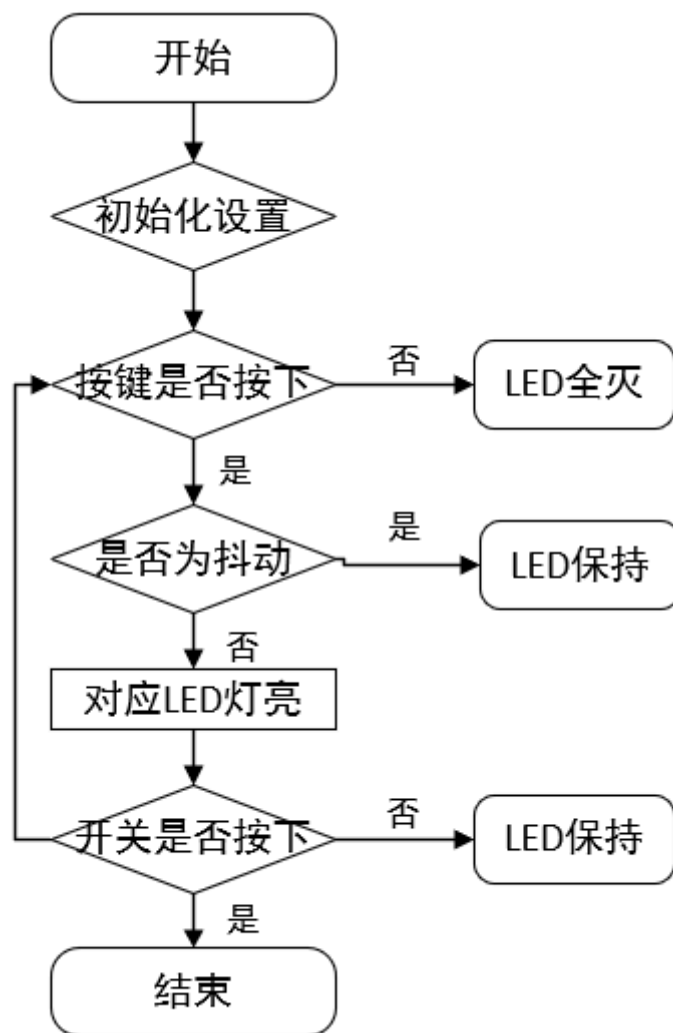 开始
初始化设置
按键是否按下
否
LED全灭
是
是否为抖动
是
LED保持
否
对应LED灯亮
开关是否按下
否
LED保持
是
结束